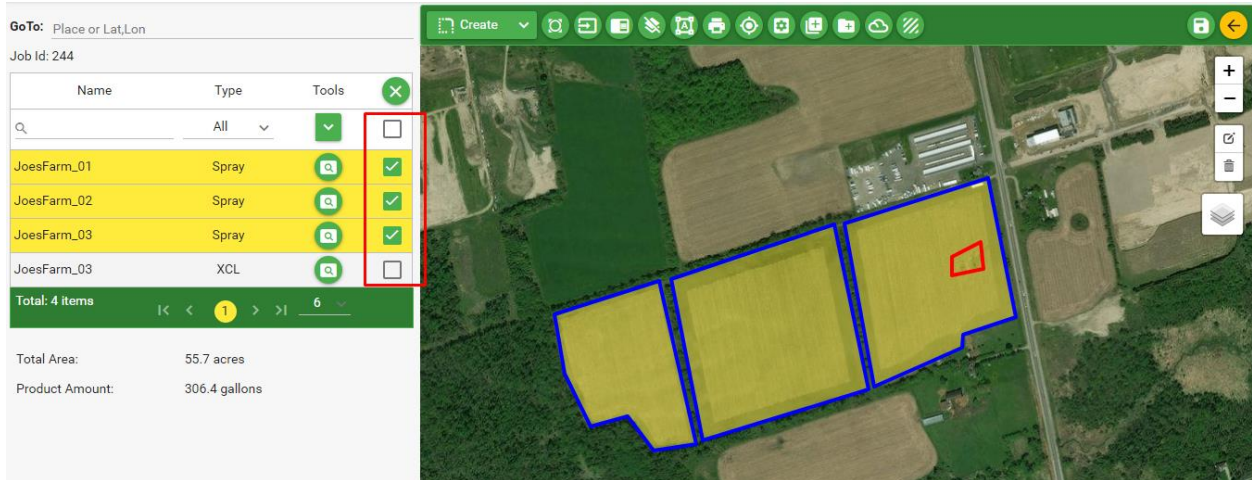 GoTo: Place or Lat,Lon
Create
Job Id: 244
Name Type Tools
All
JoesFarm_01 Spray
JoesFarm_02 Spray
JoesFarm_03 Spray
JoesFarm_03 XCL
Total: 4 items 1 6
Total Area: 55.7 acres
Product Amount: 306.4 gallons